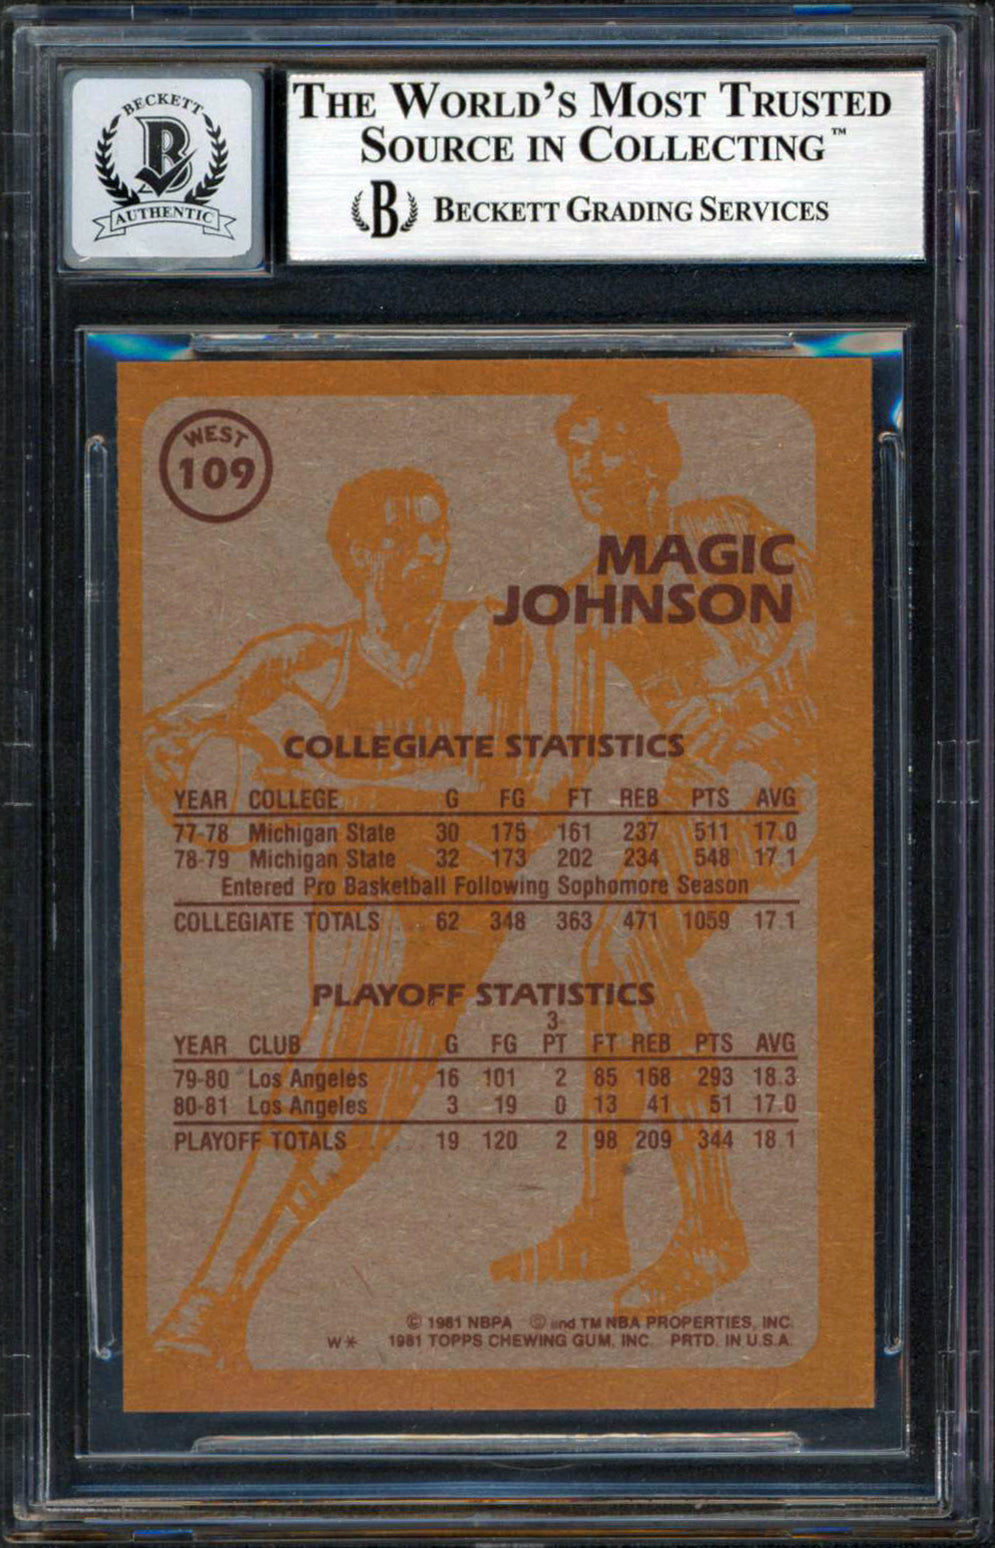 BECKETT
B
AUTHENTIC
THE WORLD'S MOST TRUSTED
SOURCE IN COLLECTING™
B BECKETT GRADING SERVICES
WEST
109
MAGIC
JOHNSON
COLLEGIATE STATISTICS
YEAR COLLEGE G FG FT REB PTS AVG
77-78 Michigan State 30 175 161 237 511 17.0
78-79 Michigan State 32 173 202 234 548 17.1
Entered Pro Basketball Following Sophomore Season
COLLEGIATE TOTALS 62 348 363 471 1059 17.1
PLAYOFF STATISTICS
3-
YEAR CLUB G FG PT FT REB PTS AVG
79-80 Los Angeles 16 101 2 85 168 293 18.3
80-81 Los Angeles 3 19 0 13 41 51 17.0
PLAYOFF TOTALS 19 120 2 98 209 344 18.1
© 1981 NBPA ® and TM NBA PROPERTIES, INC.
W* 1981 TOPPS CHEWING GUM, INC. PRTD. IN U.S.A.